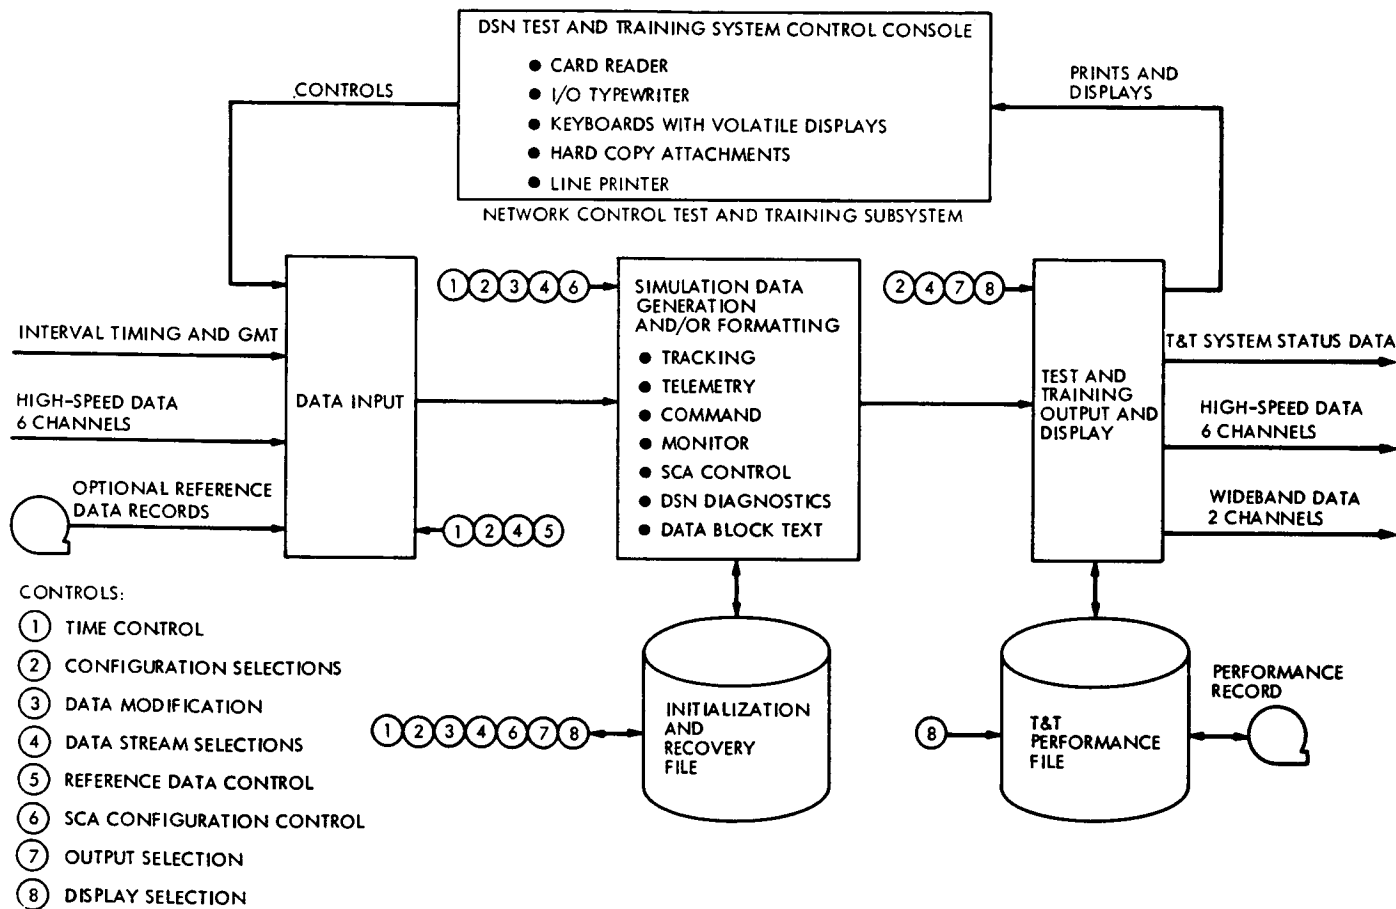 DSN TEST AND TRAINING SYSTEM CONTROL CONSOLE
● CARD READER
● I/O TYPEWRITER
● KEYBOARDS WITH VOLATILE DISPLAYS
● HARD COPY ATTACHMENTS
● LINE PRINTER
NETWORK CONTROL TEST AND TRAINING SUBSYSTEM
CONTROLS
PRINTS AND
DISPLAYS
INTERVAL TIMING AND GMT
HIGH-SPEED DATA
6 CHANNELS
OPTIONAL REFERENCE
DATA RECORDS
DATA INPUT
1 2 4 5
1 2 3 4 6
SIMULATION DATA
GENERATION
AND/OR FORMATTING
● TRACKING
● TELEMETRY
● COMMAND
● MONITOR
● SCA CONTROL
● DSN DIAGNOSTICS
● DATA BLOCK TEXT
2 4 7 8
TEST AND
TRAINING
OUTPUT AND
DISPLAY
T&T SYSTEM STATUS DATA
HIGH-SPEED DATA
6 CHANNELS
WIDEBAND DATA
2 CHANNELS
CONTROLS:
1 TIME CONTROL
2 CONFIGURATION SELECTIONS
3 DATA MODIFICATION
4 DATA STREAM SELECTIONS
5 REFERENCE DATA CONTROL
6 SCA CONFIGURATION CONTROL
7 OUTPUT SELECTION
8 DISPLAY SELECTION
1 2 3 4 6 7 8
INITIALIZATION
AND
RECOVERY
FILE
8
T&T
PERFORMANCE
FILE
PERFORMANCE
RECORD